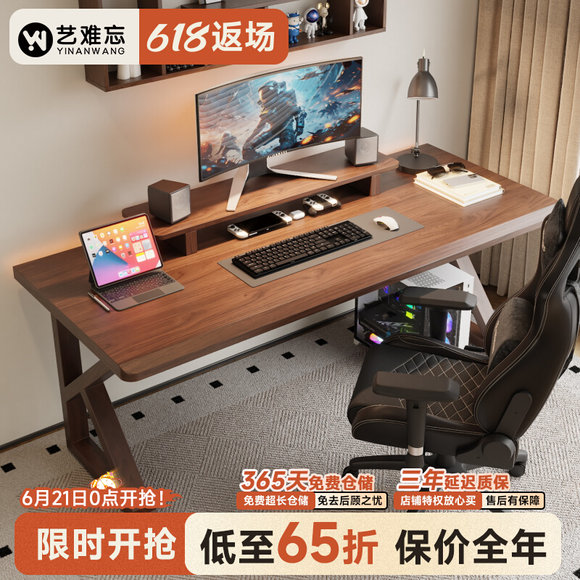 艺难忘
YINANWANG
618返场
365天免费仓储
免费超长仓储 免去后顾之忧
三年延迟质保
店铺特权放心买 售后有保障
6月21日0点开抢！
限时开抢 低至65折 保价全年